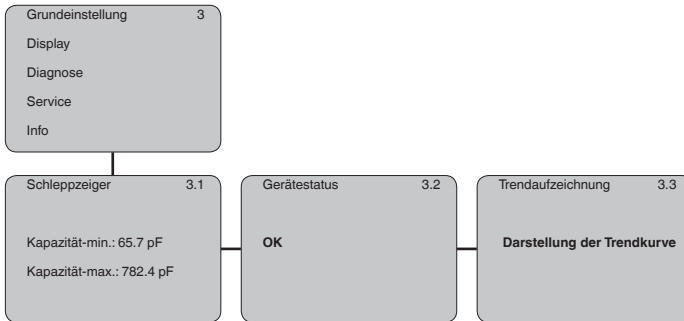 Grundeinstellung 3
Display
Diagnose
Service
Info
Schleppzeiger 3.1
Kapazität-min.: 65.7 pF
Kapazität-max.: 782.4 pF
Gerätestatus 3.2
OK
Trendaufzeichnung 3.3
Darstellung der Trendkurve